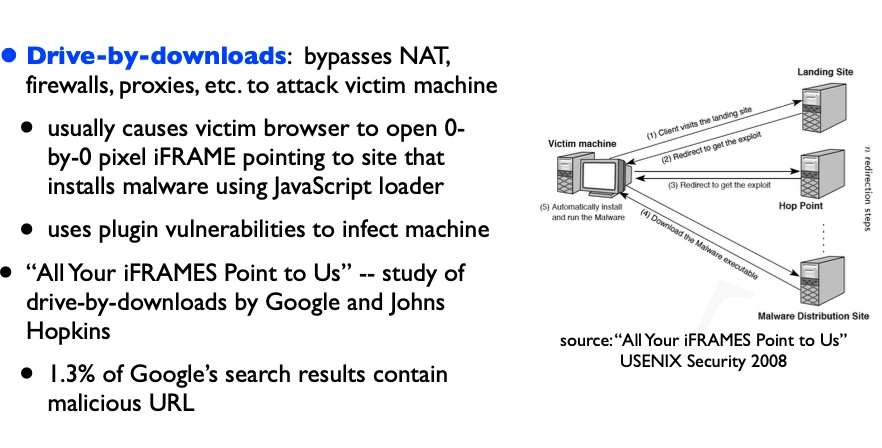 Drive-by-downloads: bypasses NAT,
firewalls, proxies, etc. to attack victim machine
usually causes victim browser to open 0-
by-0 pixel iFRAME pointing to site that
installs malware using JavaScript loader
uses plugin vulnerabilities to infect machine
“All Your iFRAMES Point to Us” -- study of
drive-by-downloads by Google and Johns
Hopkins
1.3% of Google’s search results contain
malicious URL
Landing Site
(1) Client visits the landing site
(2) Redirect to get the exploit
Victim machine
(3) Redirect to get the exploit
Hop Point
n redirection steps
(5) Automatically install
and run the Malware
(4) Download the Malware executable
Malware Distribution Site
source: “All Your iFRAMES Point to Us”
USENIX Security 2008